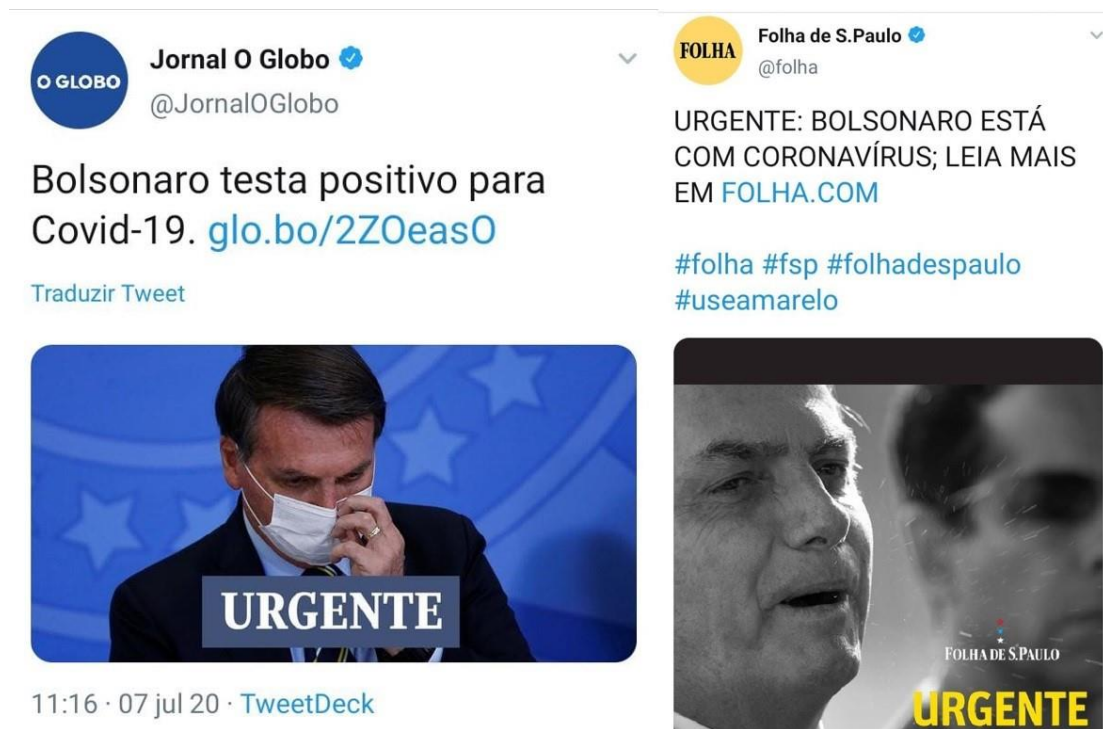 O GLOBO
Jornal O Globo
@JornalOGlobo
Bolsonaro testa positivo para
Covid-19. glo.bo/2ZOeasO
Traduzir Tweet
URGENTE
11:16 · 07 jul 20 · TweetDeck
FOLHA
Folha de S.Paulo
@folha
URGENTE: BOLSONARO ESTÁ
COM CORONAVÍRUS; LEIA MAIS
EM FOLHA.COM
#folha #fsp #folhadespaulo
#useamarelo
FOLHA DE S.PAULO
URGENTE